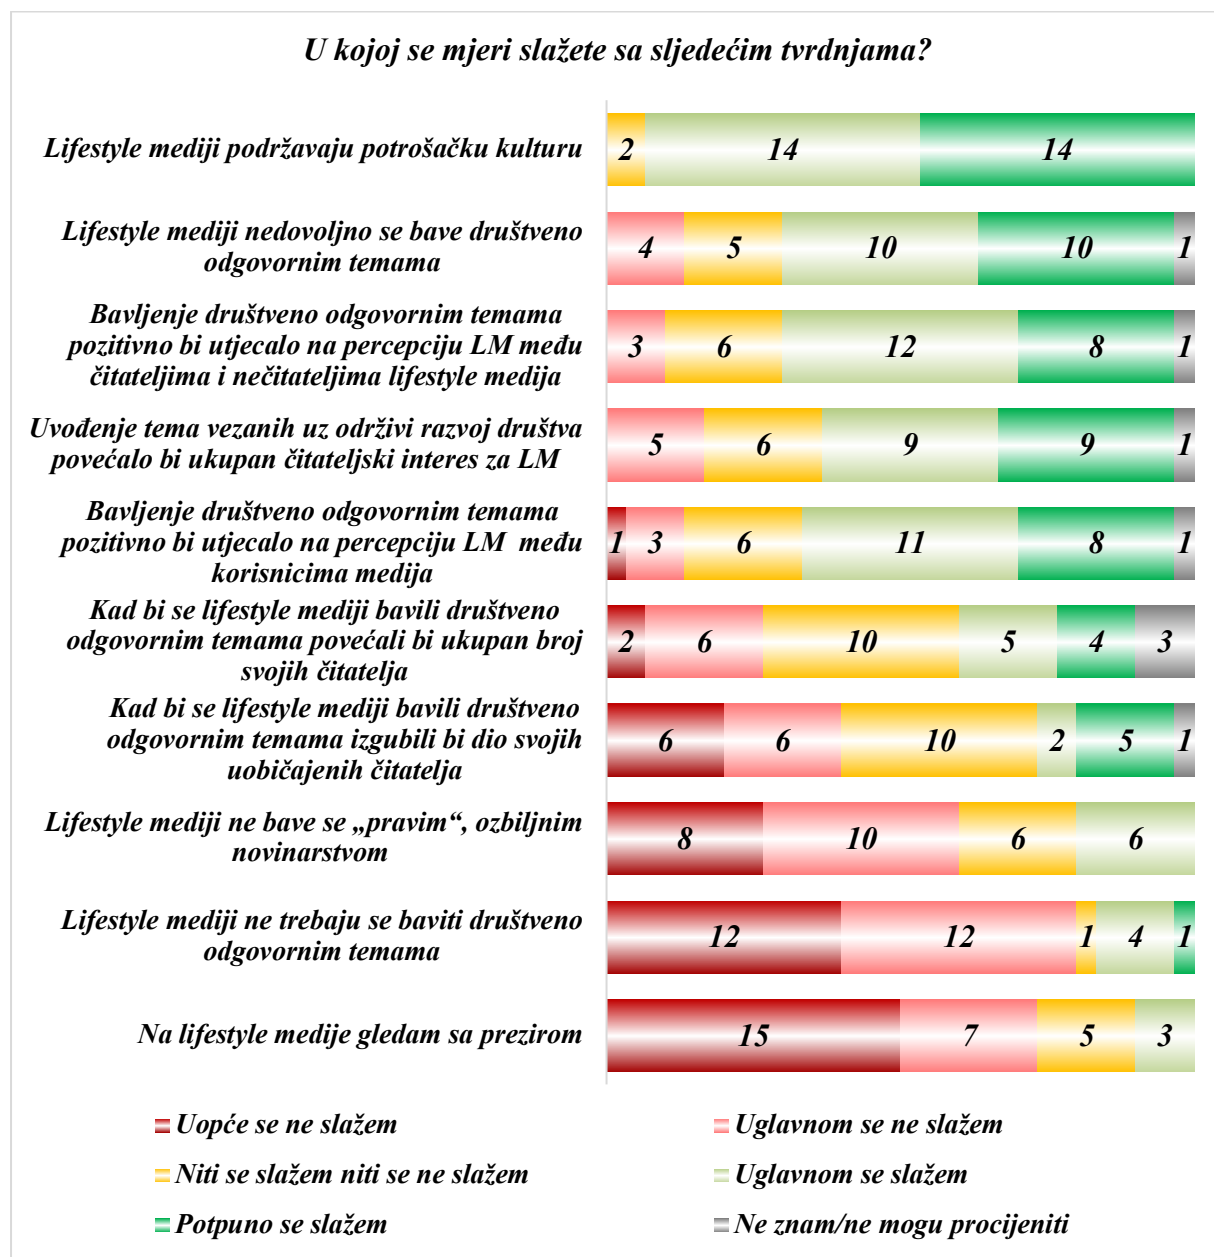 U kojoj se mjeri slažete sa sljedećim tvrdnjama?
Lifestyle mediji podržavaju potrošačku kulturu
2 14 14
Lifestyle mediji nedovoljno se bave društveno
odgovornim temama
4 5 10 10 1
Bavljenje društveno odgovornim temama
pozitivno bi utjecalo na percepciju LM među
čitateljima i nečitateljima lifestyle medija
3 6 12 8 1
Uvođenje tema vezanih uz održivi razvoj društva
povećalo bi ukupan čitateljski interes za LM
5 6 9 9 1
Bavljenje društveno odgovornim temama
pozitivno bi utjecalo na percepciju LM među
korisnicima medija
1 3 6 11 8 1
Kad bi se lifestyle mediji bavili društveno
odgovornim temama povećali bi ukupan broj
svojih čitatelja
2 6 10 5 4 3
Kad bi se lifestyle mediji bavili društveno
odgovornim temama izgubili bi dio svojih
uobičajenih čitatelja
6 6 10 2 5 1
Lifestyle mediji ne bave se „pravim“, ozbiljnim
novinarstvom
8 10 6 6
Lifestyle mediji ne trebaju se baviti društveno
odgovornim temama
12 12 1 4 1
Na lifestyle medije gledam sa prezirom
15 7 5 3
Uopće se ne slažem
Uglavnom se ne slažem
Niti se slažem niti se ne slažem
Uglavnom se slažem
Potpuno se slažem
Ne znam/ne mogu procijeniti